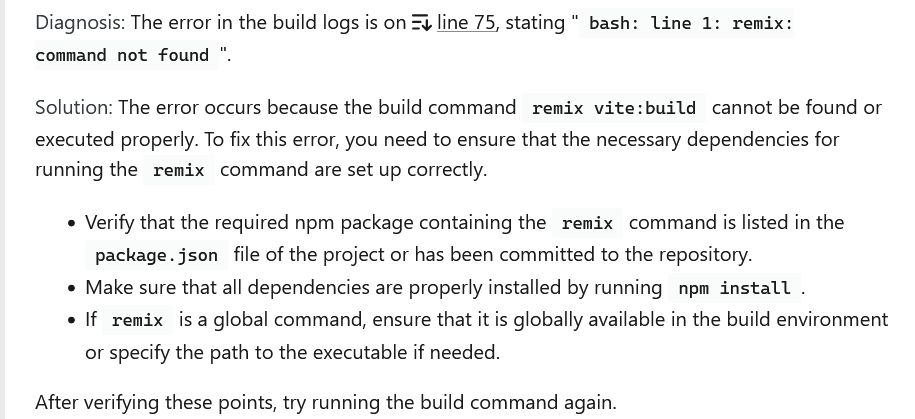 Diagnosis: The error in the build logs is on line 75, stating " bash: line 1: remix:
command not found ".
Solution: The error occurs because the build command remix vite:build cannot be found or
executed properly. To fix this error, you need to ensure that the necessary dependencies for
running the remix command are set up correctly.
• Verify that the required npm package containing the remix command is listed in the
package.json file of the project or has been committed to the repository.
• Make sure that all dependencies are properly installed by running npm install .
• If remix is a global command, ensure that it is globally available in the build environment
or specify the path to the executable if needed.
After verifying these points, try running the build command again.